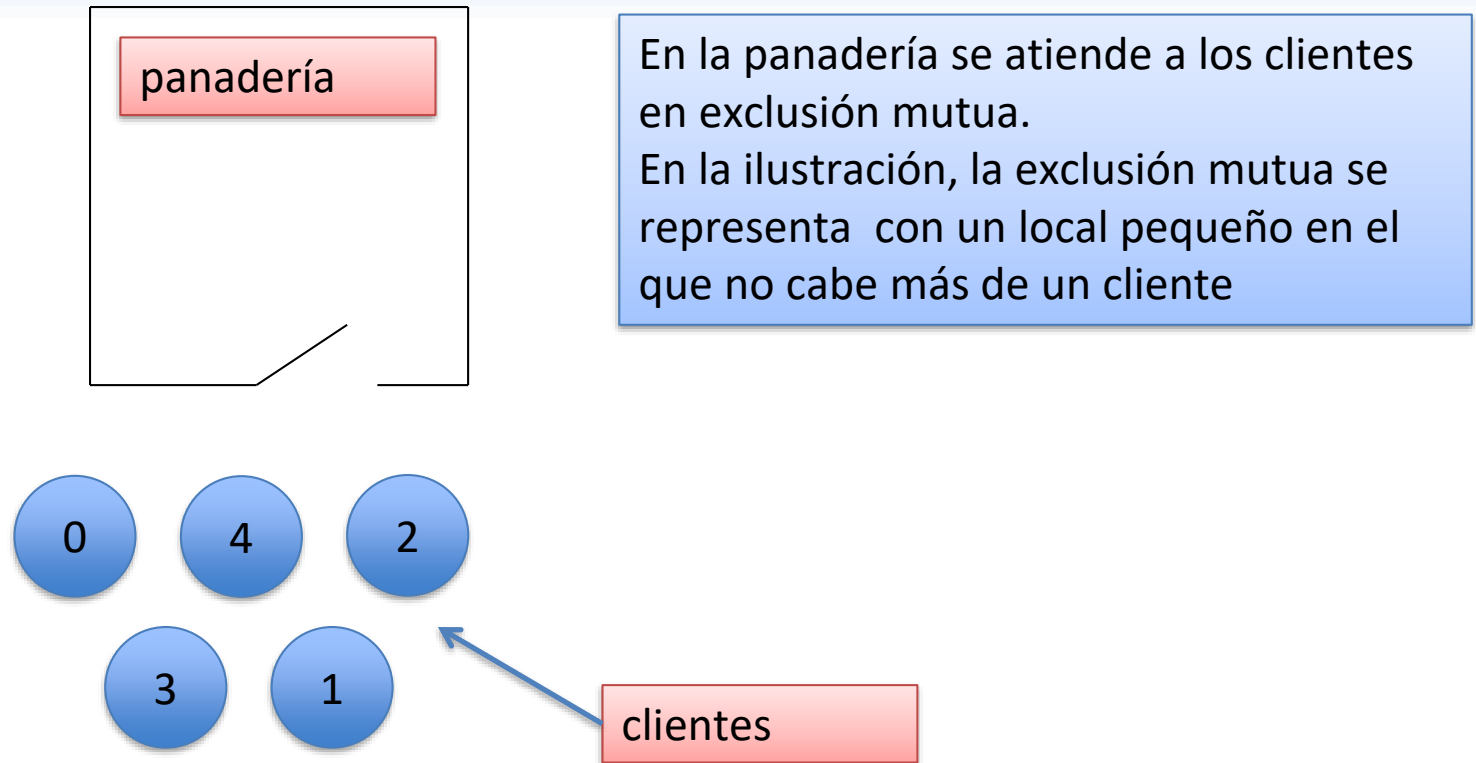 panadería
En la panadería se atiende a los clientes
en exclusión mutua.
En la ilustración, la exclusión mutua se
representa con un local pequeño en el
que no cabe más de un cliente
0 4 2
3 1
clientes